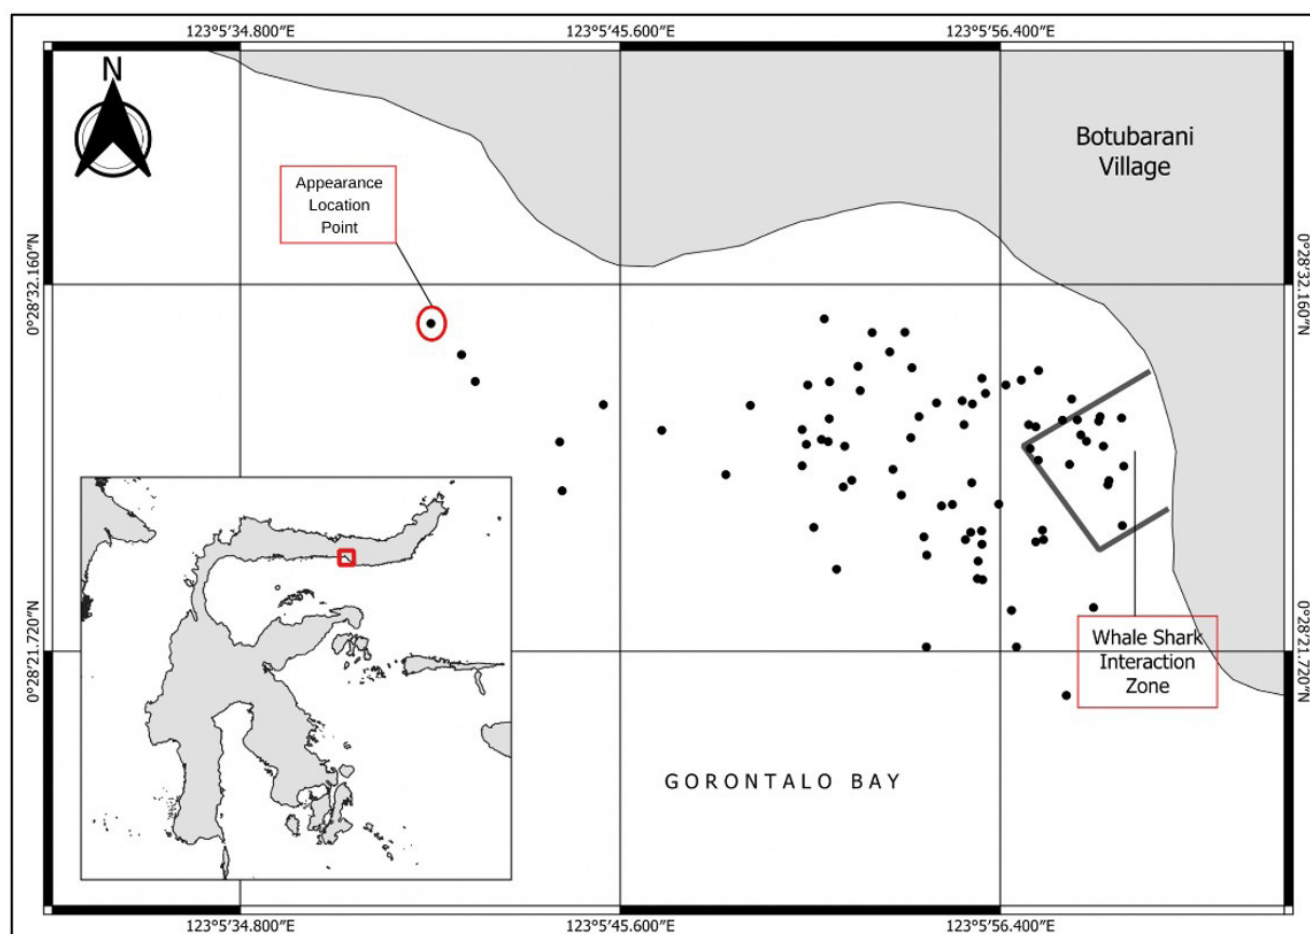 123°5′34.800″E
123°5′45.600″E
123°5′56.400″E
N
Botubarani
Village
Appearance
Location
Point
0°28′32.160″N
0°28′32.160″N
0°28′21.720″N
0°28′21.720″N
Whale Shark
Interaction
Zone
GORONTALO BAY
123°5′34.800″E
123°5′45.600″E
123°5′56.400″E